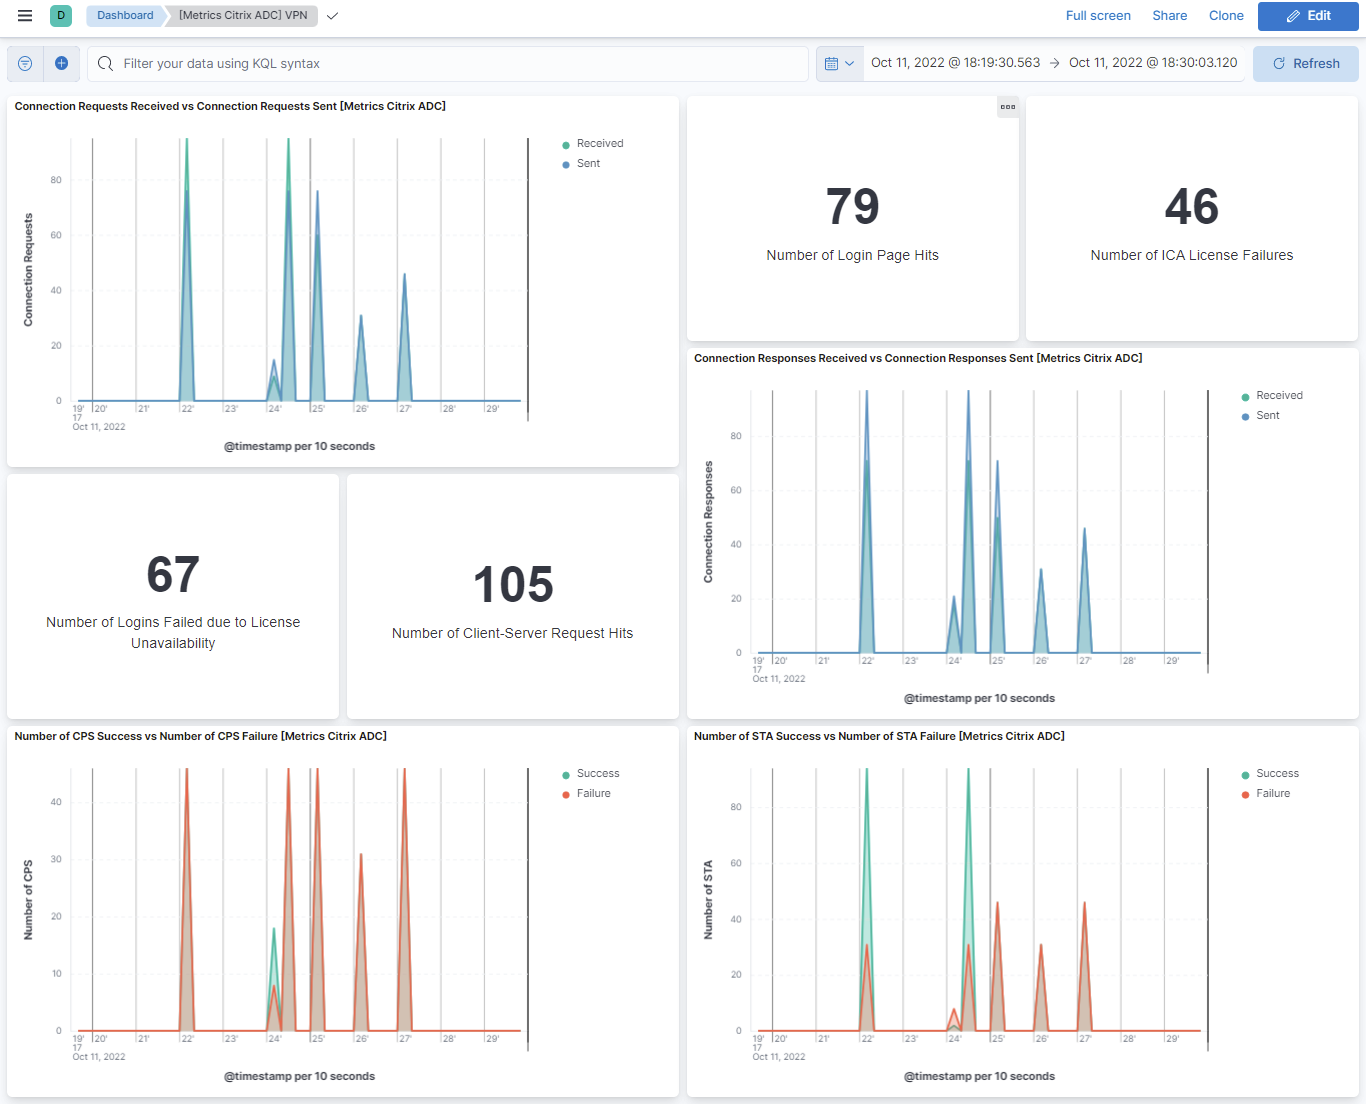 D
Dashboard
[Metrics Citrix ADC] VPN
Full screen
Share
Clone
Edit
Filter your data using KQL syntax
Oct 11, 2022 @ 18:19:30.563 → Oct 11, 2022 @ 18:30:03.120
Refresh
Connection Requests Received vs Connection Requests Sent [Metrics Citrix ADC]
Received
Sent
Connection Requests
80
60
40
20
0
19' 20' 21' 22' 23' 24' 25' 26' 27' 28' 29'
17
Oct 11, 2022
@timestamp per 10 seconds
79
Number of Login Page Hits
46
Number of ICA License Failures
Connection Responses Received vs Connection Responses Sent [Metrics Citrix ADC]
Received
Sent
Connection Responses
80
60
40
20
0
19' 20' 21' 22' 23' 24' 25' 26' 27' 28' 29'
17
Oct 11, 2022
@timestamp per 10 seconds
67
Number of Logins Failed due to License
Unavailability
105
Number of Client-Server Request Hits
Number of CPS Success vs Number of CPS Failure [Metrics Citrix ADC]
Success
Failure
Number of CPS
40
30
20
10
0
19' 20' 21' 22' 23' 24' 25' 26' 27' 28' 29'
17
Oct 11, 2022
@timestamp per 10 seconds
Number of STA Success vs Number of STA Failure [Metrics Citrix ADC]
Success
Failure
Number of STA
80
60
40
20
0
19' 20' 21' 22' 23' 24' 25' 26' 27' 28' 29'
17
Oct 11, 2022
@timestamp per 10 seconds